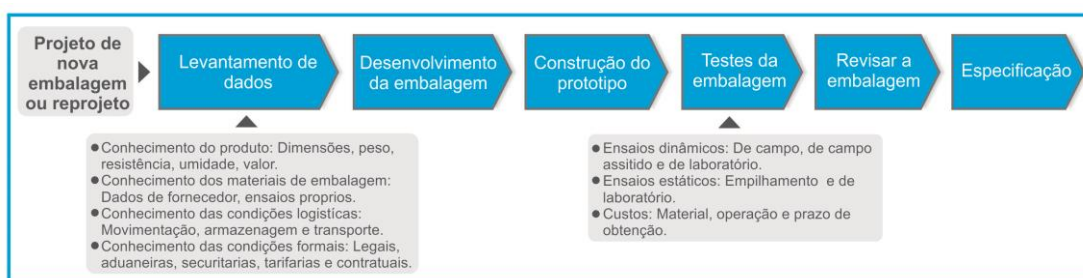 Projeto de
nova
embalagem
ou reprojeto
Levantamento de
dados
Desenvolvimento
da embalagem
Construção do
prototipo
Testes da
embalagem
Revisar a
embalagem
Especificação
●Conhecimento do produto: Dimensões, peso,
resistência, umidade, valor.
●Conhecimento dos materiais de embalagem:
Dados de fornecedor, ensaios proprios.
●Conhecimento das condições logistícas:
Movimentação, armazenagem e transporte.
●Conhecimento das condições formais: Legais,
aduaneiras, securitarias, tarifarias e contratuais.
●Ensaios dinâmicos: De campo, de campo
assitido e de laboratório.
●Ensaios estáticos: Empilhamento e de
laboratório.
●Custos: Material, operação e prazo de
obtenção.